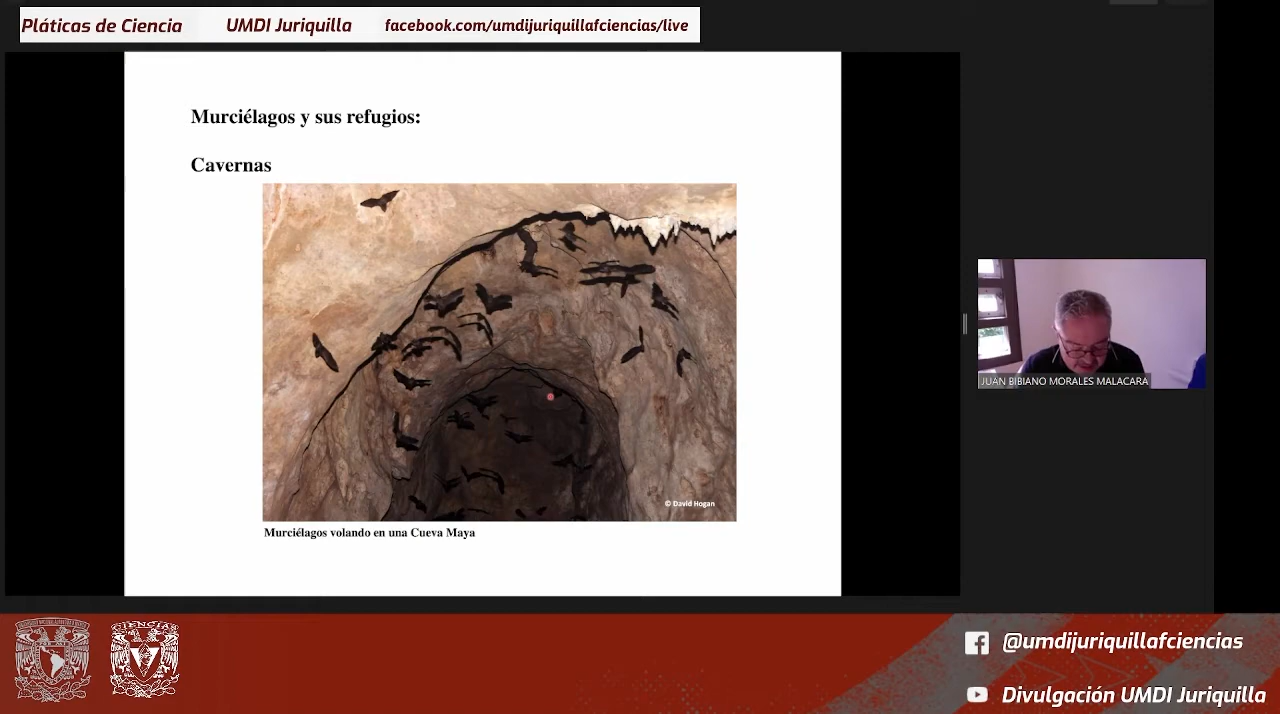 Pláticas de Ciencia UMDI Juriquilla facebook.com/umdijuriquillafciencias/live
Murciélagos y sus refugios:
Cavernas
© David Hogan
Murciélagos volando en una Cueva Maya
JUAN BIBIANO MORALES MALACARA
CIENCIAS
@umdijuriquillafciencias
Divulgación UMDI Juriquilla